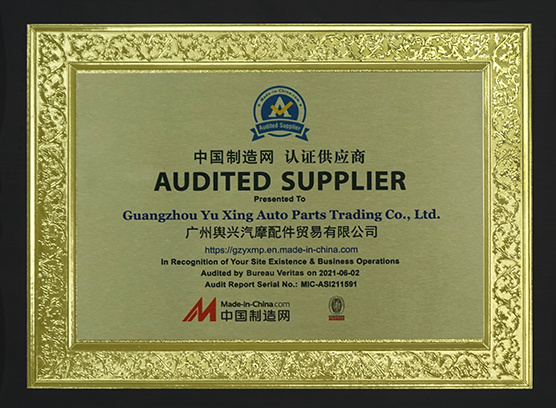 Made-in-China.com
Audited Supplier
中国制造网 认证供应商
AUDITED SUPPLIER
Presented To
Guangzhou Yu Xing Auto Parts Trading Co., Ltd.
广州舆兴汽摩配件贸易有限公司
https://gzyxmp.en.made-in-china.com
In Recognition of Your Site Existence & Business Operations
Audited by Bureau Veritas on 2021-06-02
Audit Report Serial No.: MIC-ASI211591
Made-in-China.com
中国制造网